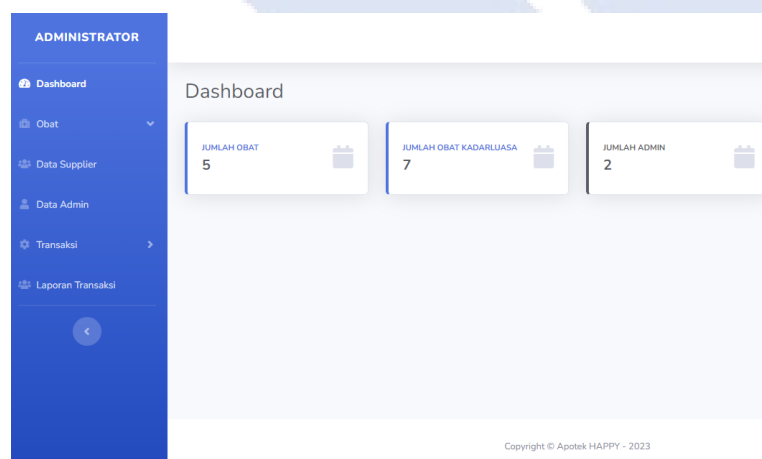 ADMINISTRATOR
Dashboard
Obat
Data Supplier
Data Admin
Transaksi
Laporan Transaksi
Dashboard
JUMLAH OBAT
5
JUMLAH OBAT KADARLUASA
7
JUMLAH ADMIN
2
Copyright © Apotek HAPPY - 2023